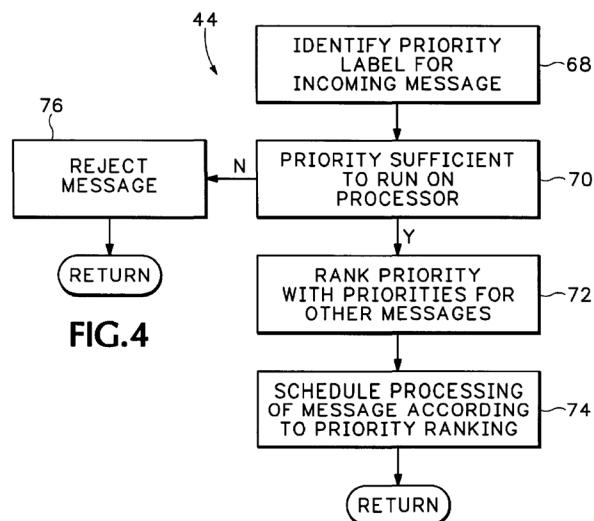 44
IDENTIFY PRIORITY
LABEL FOR
INCOMING MESSAGE
68
76
REJECT
MESSAGE
N
PRIORITY SUFFICIENT
TO RUN ON
PROCESSOR
70
Y
RETURN
RANK PRIORITY
WITH PRIORITIES FOR
OTHER MESSAGES
72
FIG.4
SCHEDULE PROCESSING
OF MESSAGE ACCORDING
TO PRIORITY RANKING
74
RETURN